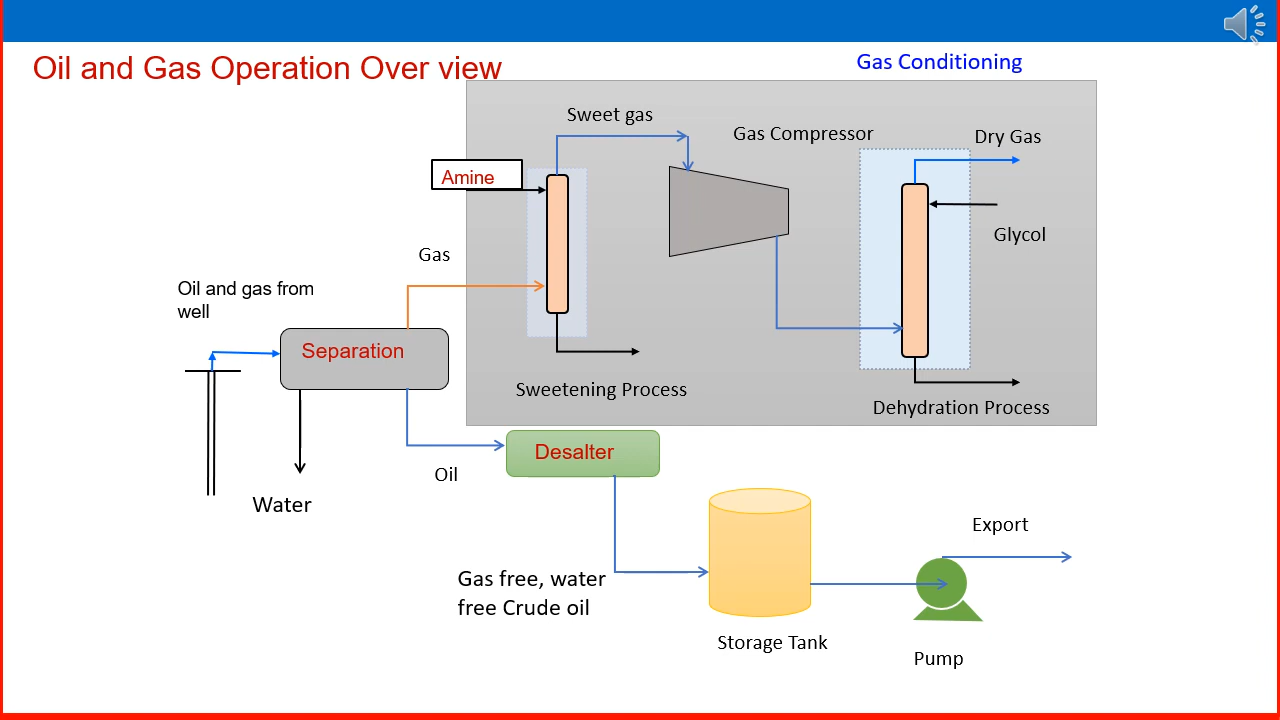 Oil and Gas Operation Over view
Gas Conditioning
Sweet gas
Gas Compressor
Dry Gas
Amine
Glycol
Gas
Oil and gas from
well
Separation
Sweetening Process
Dehydration Process
Desalter
Oil
Water
Export
Gas free, water
free Crude oil
Storage Tank
Pump